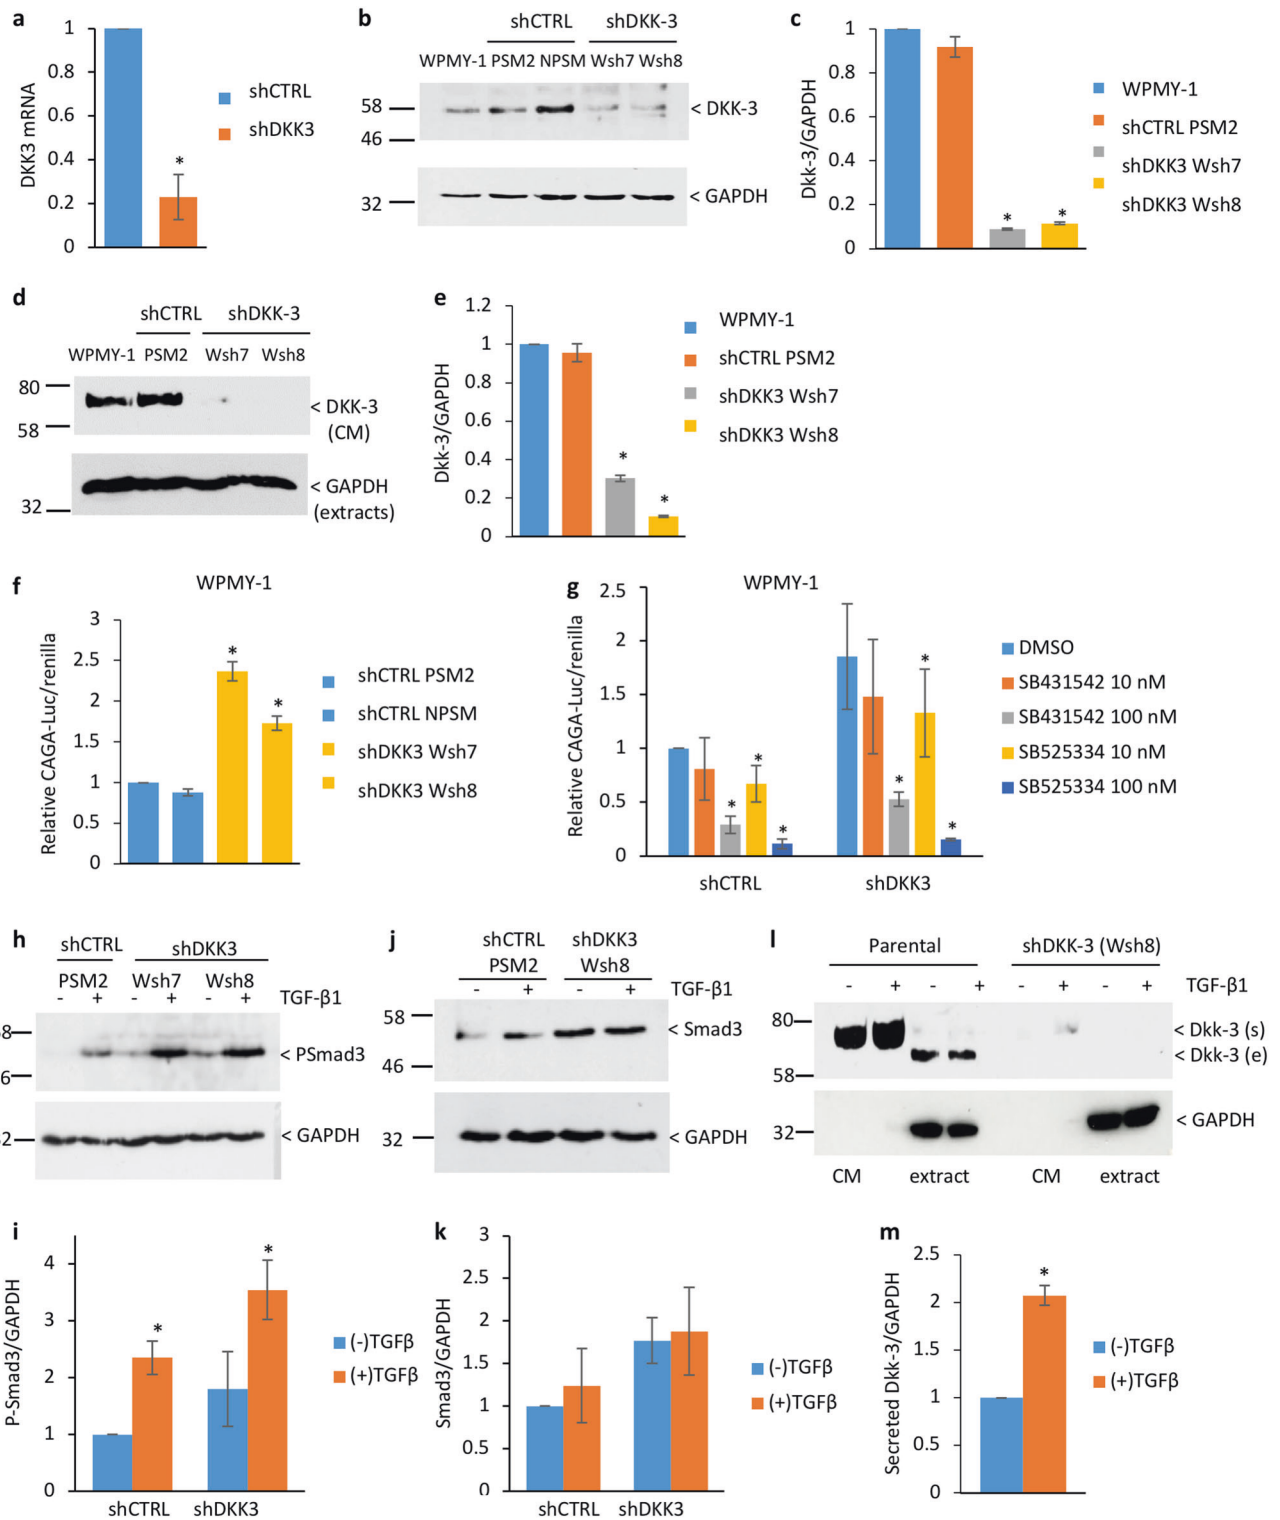 a
1
0.8
0.6
0.4
0.2
0
DKK3 mRNA
*
shCTRL
shDKK3
b
shCTRL shDKK-3
WPMY-1 PSM2 NPSM Wsh7 Wsh8
58
46
< DKK-3
32
< GAPDH
c
1
0.8
0.6
0.4
0.2
0
Dkk-3/GAPDH
* *
WPMY-1
shCTRL PSM2
shDKK3 Wsh7
shDKK3 Wsh8
d
shCTRL shDKK-3
WPMY-1 PSM2 Wsh7 Wsh8
80
58
< DKK-3
(CM)
32
< GAPDH
(extracts)
e
1.2
1
0.8
0.6
0.4
0.2
0
Dkk-3/GAPDH
*
*
WPMY-1
shCTRL PSM2
shDKK3 Wsh7
shDKK3 Wsh8
f
WPMY-1
3
2.5
2
1.5
1
0.5
0
Relative CAGA-Luc/renilla
*
*
shCTRL PSM2
shCTRL NPSM
shDKK3 Wsh7
shDKK3 Wsh8
g
WPMY-1
2.5
2
1.5
1
0.5
0
Relative CAGA-Luc/renilla
* * * * * *
shCTRL shDKK3
DMSO
SB431542 10 nM
SB431542 100 nM
SB525334 10 nM
SB525334 100 nM
h
shCTRL shDKK3
PSM2 Wsh7 Wsh8
- + - + - + TGF-β1
58
< PSmad3
6
< GAPDH
j
shCTRL shDKK3
PSM2 Wsh8
- + - + TGF-β1
58
< Smad3
46
32
< GAPDH
l
Parental shDKK-3 (Wsh8)
- + - + - + - + TGF-β1
80
< Dkk-3 (s)
< Dkk-3 (e)
58
32
< GAPDH
CM extract CM extract
i
4
3
2
1
0
P-Smad3/GAPDH
*
*
shCTRL shDKK3
(-)TGFβ
(+)TGFβ
k
3
2.5
2
1.5
1
0.5
0
Smad3/GAPDH
shCTRL shDKK3
(-)TGFβ
(+)TGFβ
m
2.5
2
1.5
1
0.5
0
Secreted Dkk-3/GAPDH
*
(-)TGFβ
(+)TGFβ